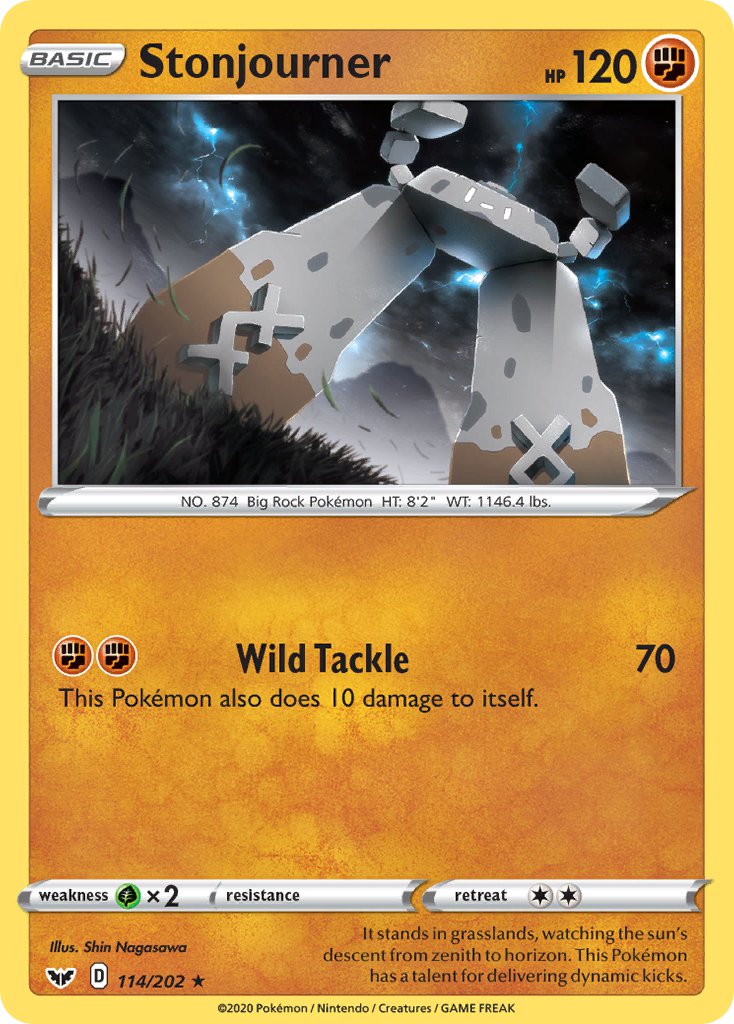 BASIC Stonjourner HP 120
NO. 874 Big Rock Pokémon HT: 8'2" WT: 1146.4 lbs.
Wild Tackle 70
This Pokémon also does 10 damage to itself.
weakness ×2 resistance retreat
Illus. Shin Nagasawa
It stands in grasslands, watching the sun's
descent from zenith to horizon. This Pokémon
has a talent for delivering dynamic kicks.
D 114/202 ★
©2020 Pokémon / Nintendo / Creatures / GAME FREAK